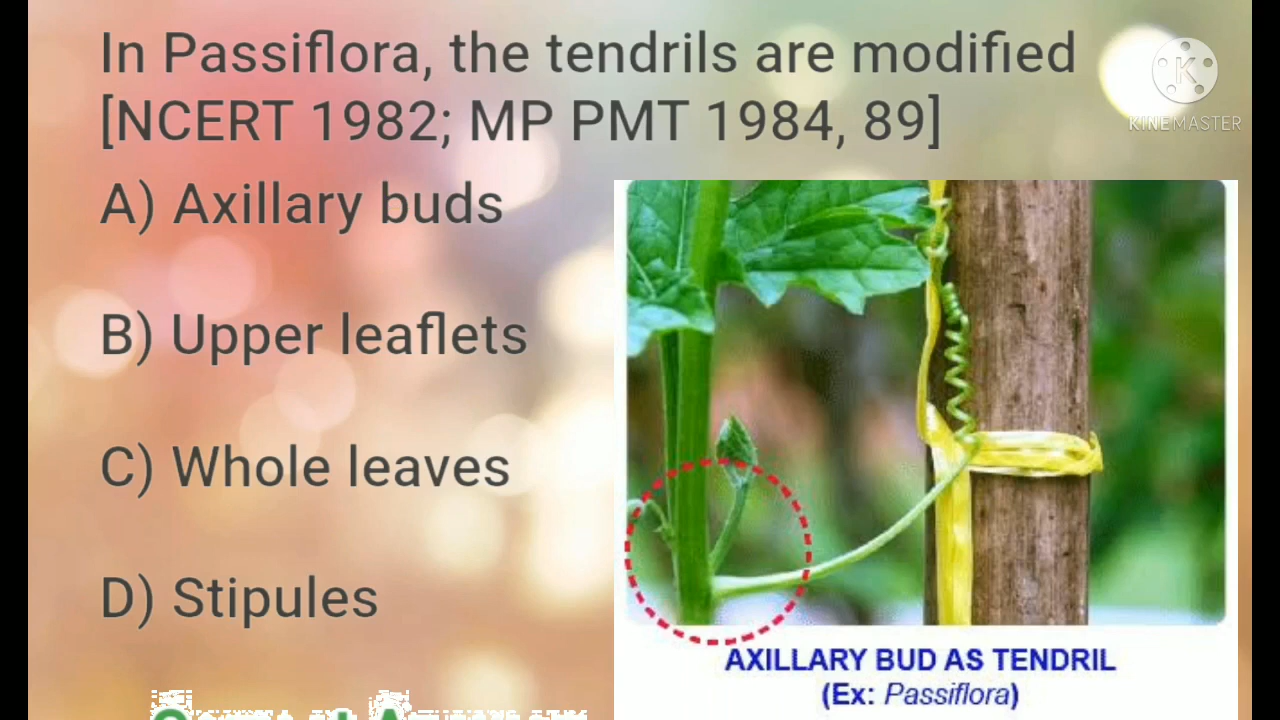 In Passiflora, the tendrils are modified
[NCERT 1982; MP PMT 1984, 89]
A) Axillary buds
B) Upper leaflets
C) Whole leaves
D) Stipules
K
KINEMASTER
AXILLARY BUD AS TENDRIL
(Ex: Passiflora)